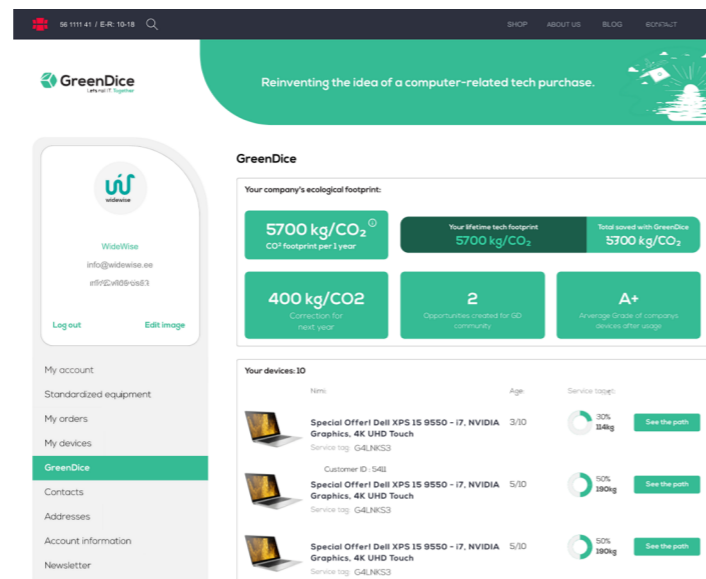 56 1111 41 / E-R: 10-18
SHOP ABOUT US BLOG CONTACT
GreenDice
Together
Reinventing the idea of a computer-related tech purchase.
widewise
WideWise
info@widewise.ee
Log out Edit image
My account
Standardized equipment
My orders
My devices
GreenDice
Contacts
Addresses
Account information
Newsletter
GreenDice
Your company's ecological footprint:
5700 kg/CO₂
CO² footprint per 1 year
Your lifetime tech footprint
5700 kg/CO₂
Total saved with GreenDice
5700 kg/CO₂
400 kg/CO2
Correction for
next year
2
Opportunities created for GD
community
A+
Arverage Grade of companys
devices after usage
Your devices: 10
Nimi Age Service
Special Offer! Dell XPS 15 9550 - i7, NVIDIA
Graphics, 4K UHD Touch
Service tag G4LNKS3
3/10
30%
114kg
See the path
Customer ID : 5411
Special Offer! Dell XPS 15 9550 - i7, NVIDIA
Graphics, 4K UHD Touch
Service tag G4LNKS3
5/10
50%
190kg
See the path
Special Offer! Dell XPS 15 9550 - i7, NVIDIA
Graphics, 4K UHD Touch
Service tag G4LNKS3
5/10
50%
190kg
See the path